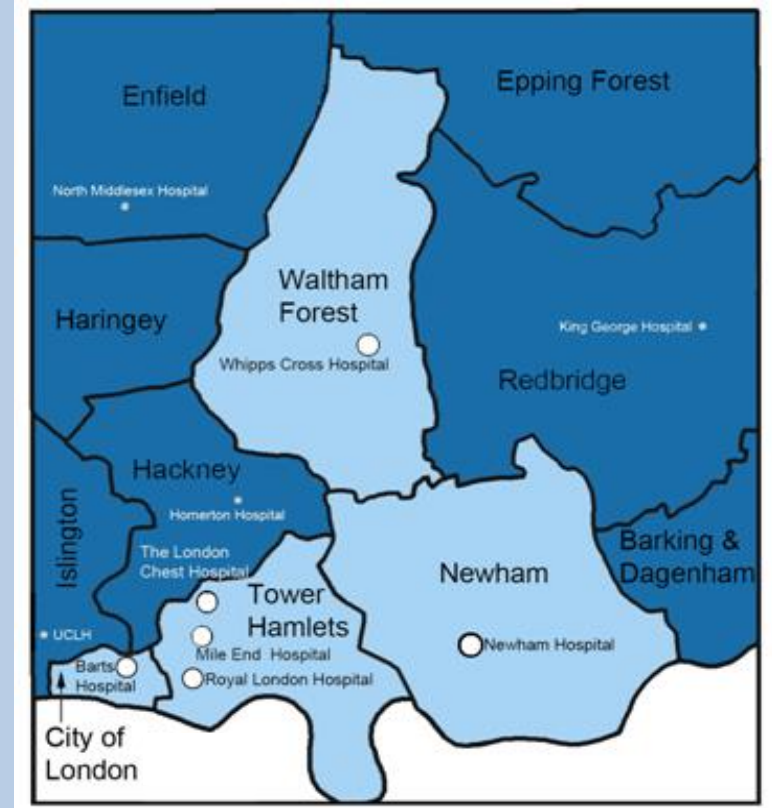 Enfield
Epping Forest
North Middlesex Hospital
Waltham
Forest
Haringey
King George Hospital
Whipps Cross Hospital
Redbridge
Hackney
Islington
Homerton Hospital
The London
Chest Hospital
Barking &
Dagenham
Newham
Tower
Hamlets
UCLH
Mile End Hospital
Newham Hospital
Barts
Hospital
Royal London Hospital
City of
London